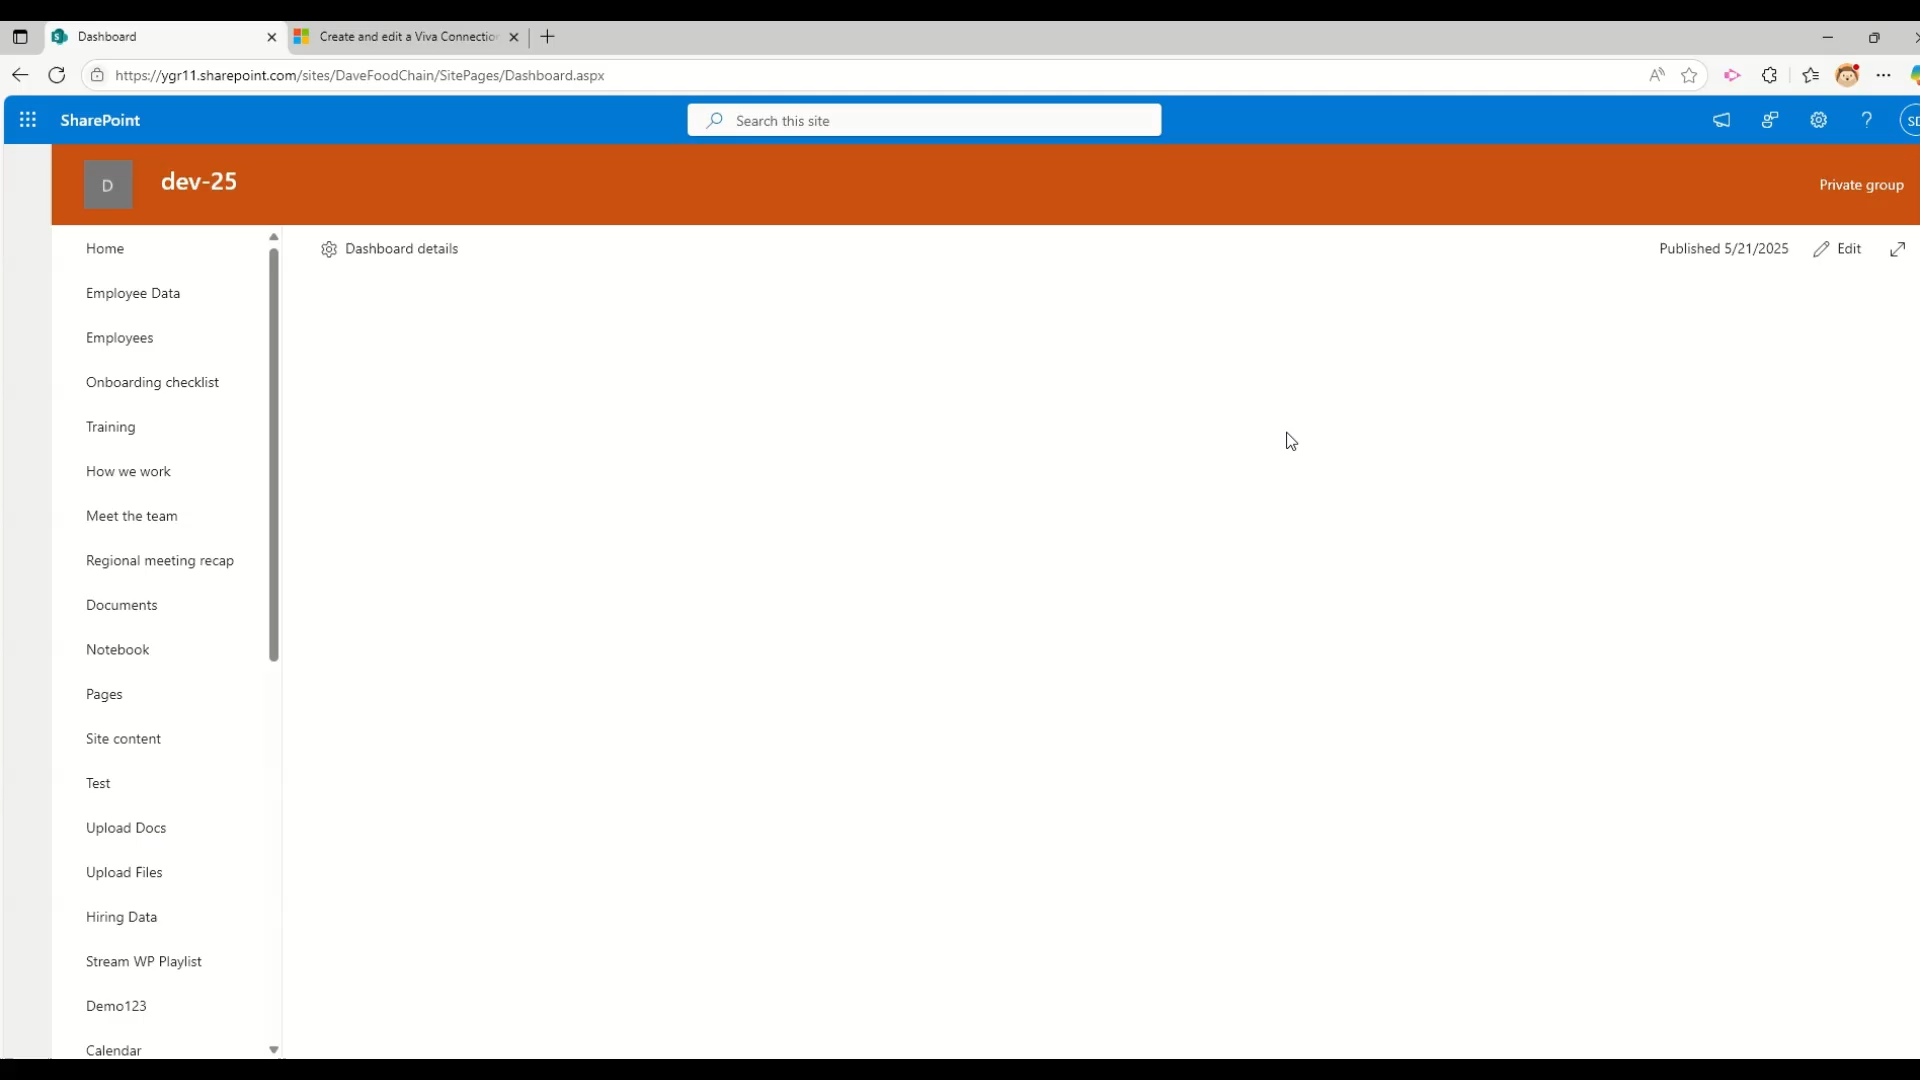 Dashboard
Create and edit a Viva Connectio
https://ygr11.sharepoint.com/sites/DaveFoodChain/SitePages/Dashboard.aspx
SharePoint
Search this site
SD
D
dev-25
Private group
Home
Dashboard details
Published 5/21/2025
Edit
Employee Data
Employees
Onboarding checklist
Training
How we work
Meet the team
Regional meeting recap
Documents
Notebook
Pages
Site content
Test
Upload Docs
Upload Files
Hiring Data
Stream WP Playlist
Demo123
Calendar